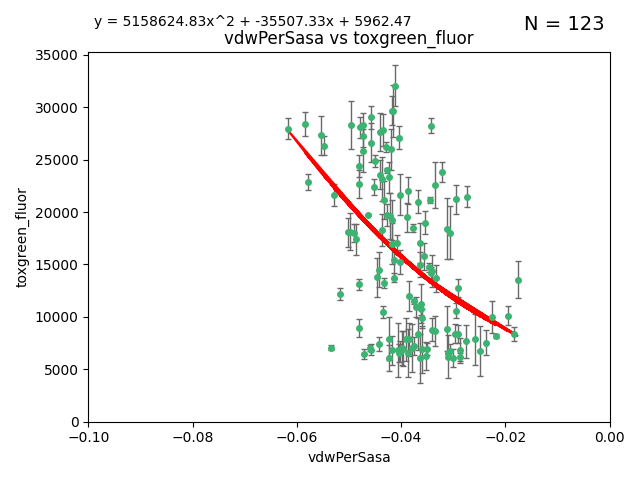 y = 5158624.83x^2 + -35507.33x + 5962.47
N = 123
vdwPerSasa vs toxgreen_fluor
35000
30000
25000
20000
15000
10000
5000
0
toxgreen_fluor
−0.10 −0.08 −0.06 −0.04 −0.02 0.00
vdwPerSasa